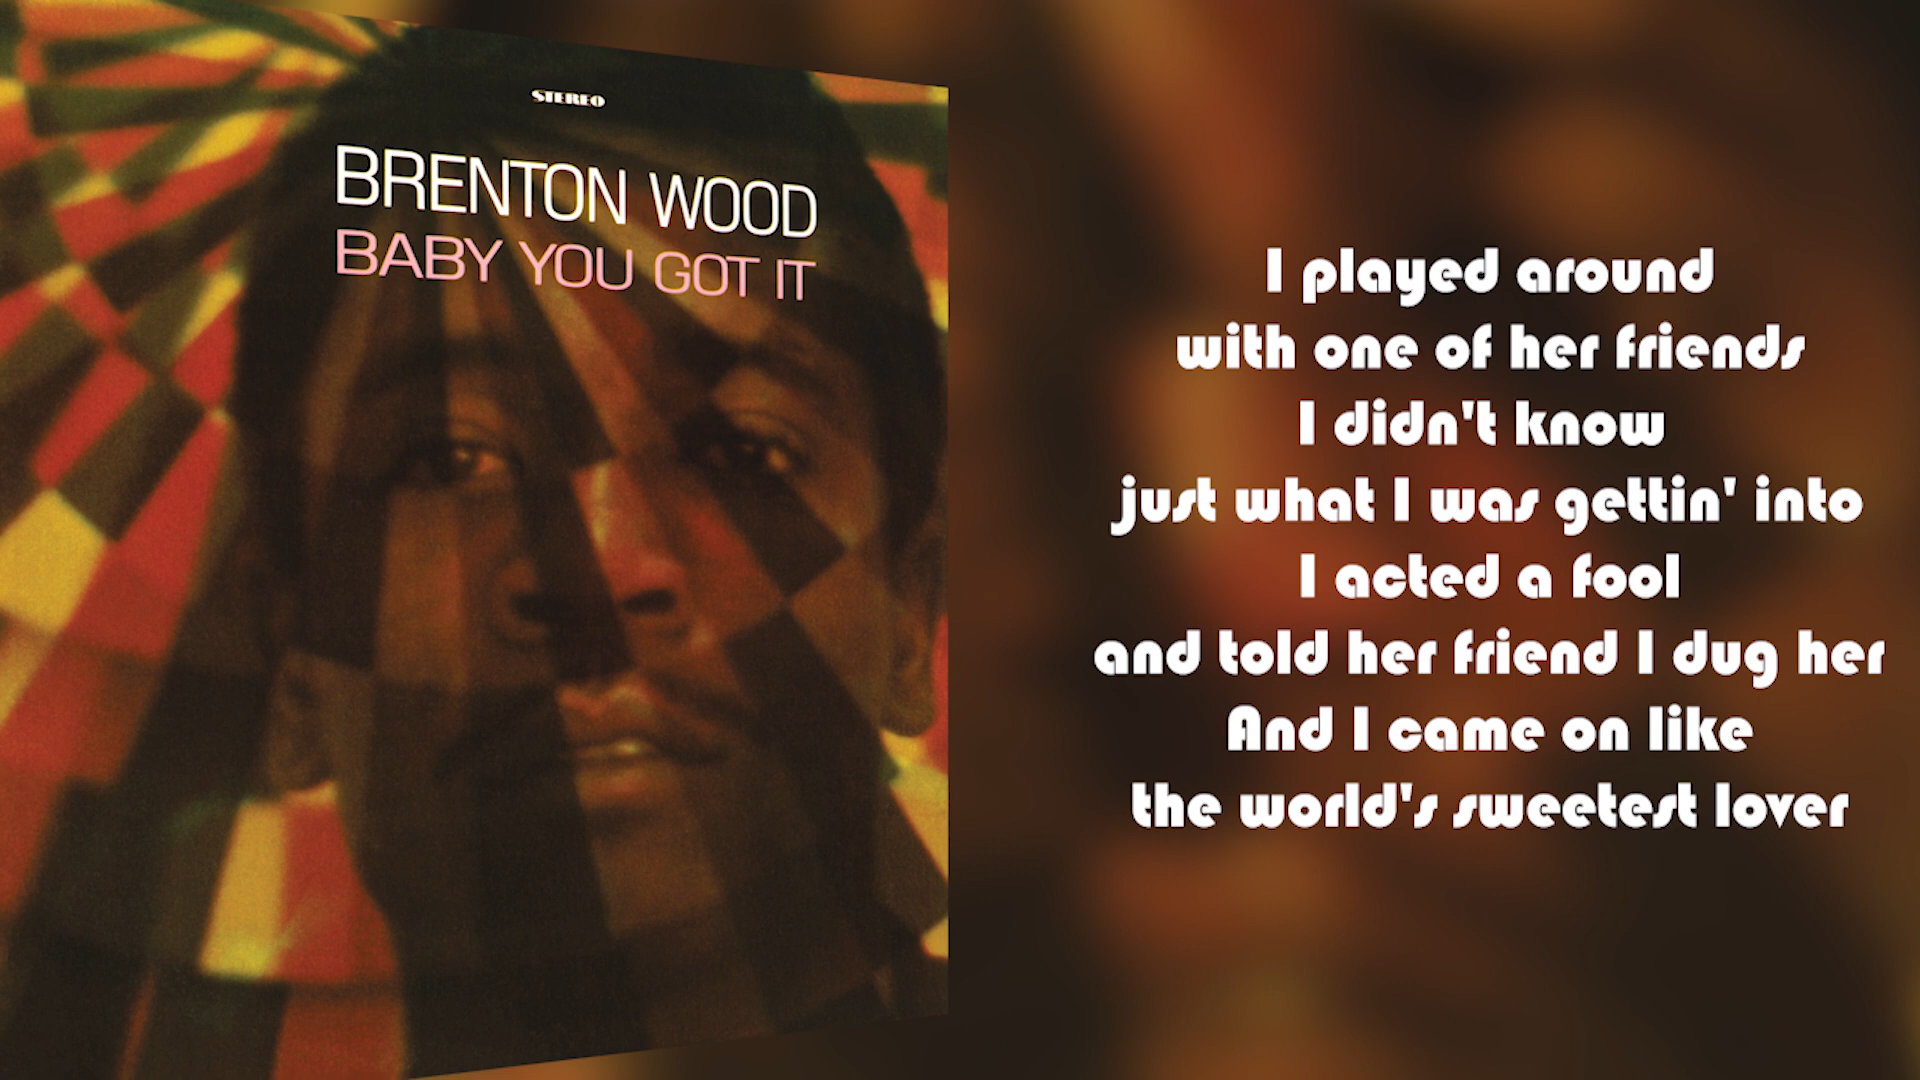 STEREO
BRENTON WOOD
BABY YOU GOT IT
I played around
with one of her friends
I didn't know
just what I was gettin' into
I acted a fool
and told her friend I dug her
And I came on like
the world's sweetest lover